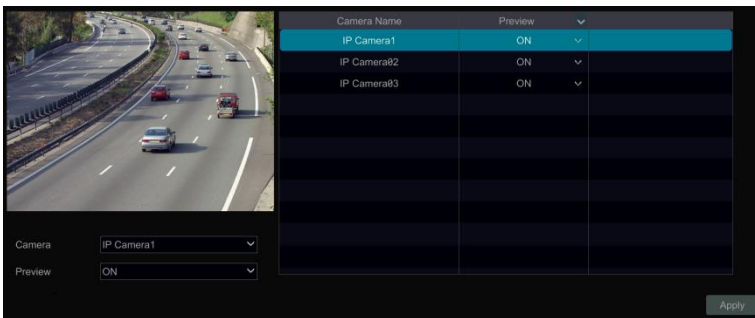 Camera Name Preview
IP Camera1 ON
IP Camera02 ON
IP Camera03 ON
Camera IP Camera1
Preview ON
Apply